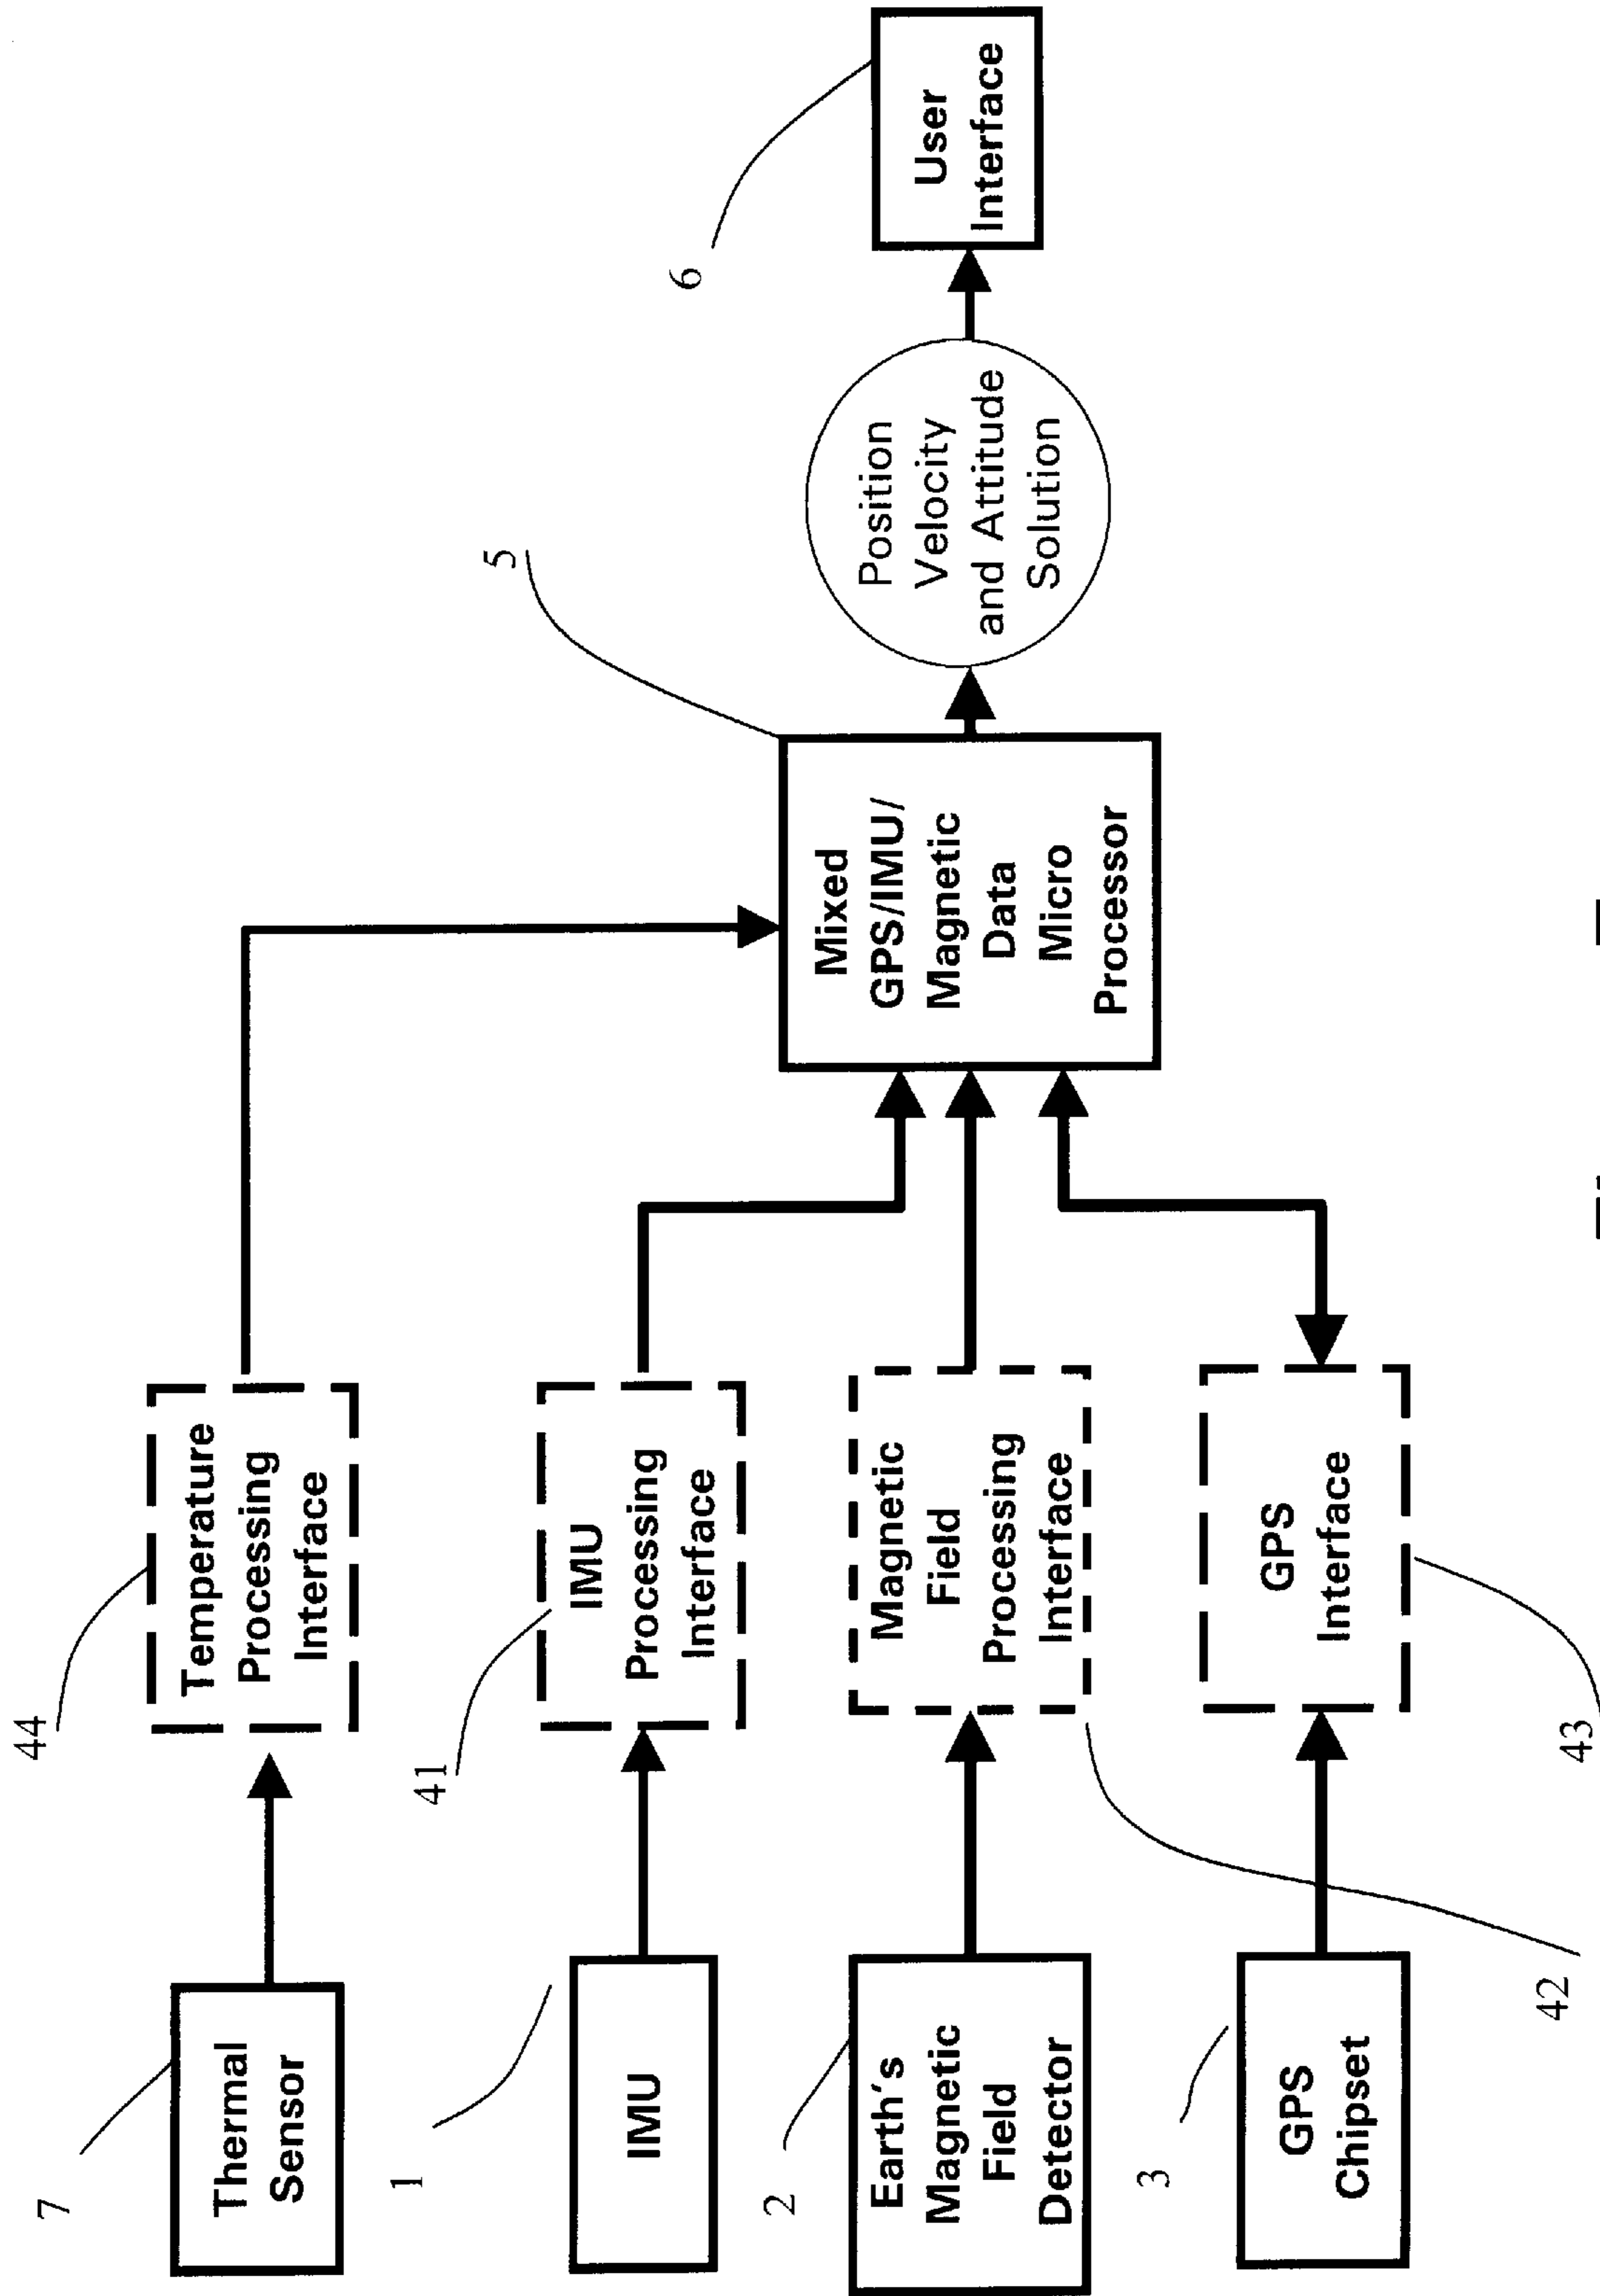 44
7
Thermal
Sensor
Temperature
Processing
Interface
41
1
IMU
IMU
Processing
Interface
5
6
2
Earth's
Magnetic
Field
Detector
Magnetic
Field
Processing
Interface
Mixed
GPS/IMU/
Magnetic
Data
Micro
Processor
Position
Velocity
and Attitude
Solution
User
Interface
3
GPS
Chipset
GPS
Interface
42
43